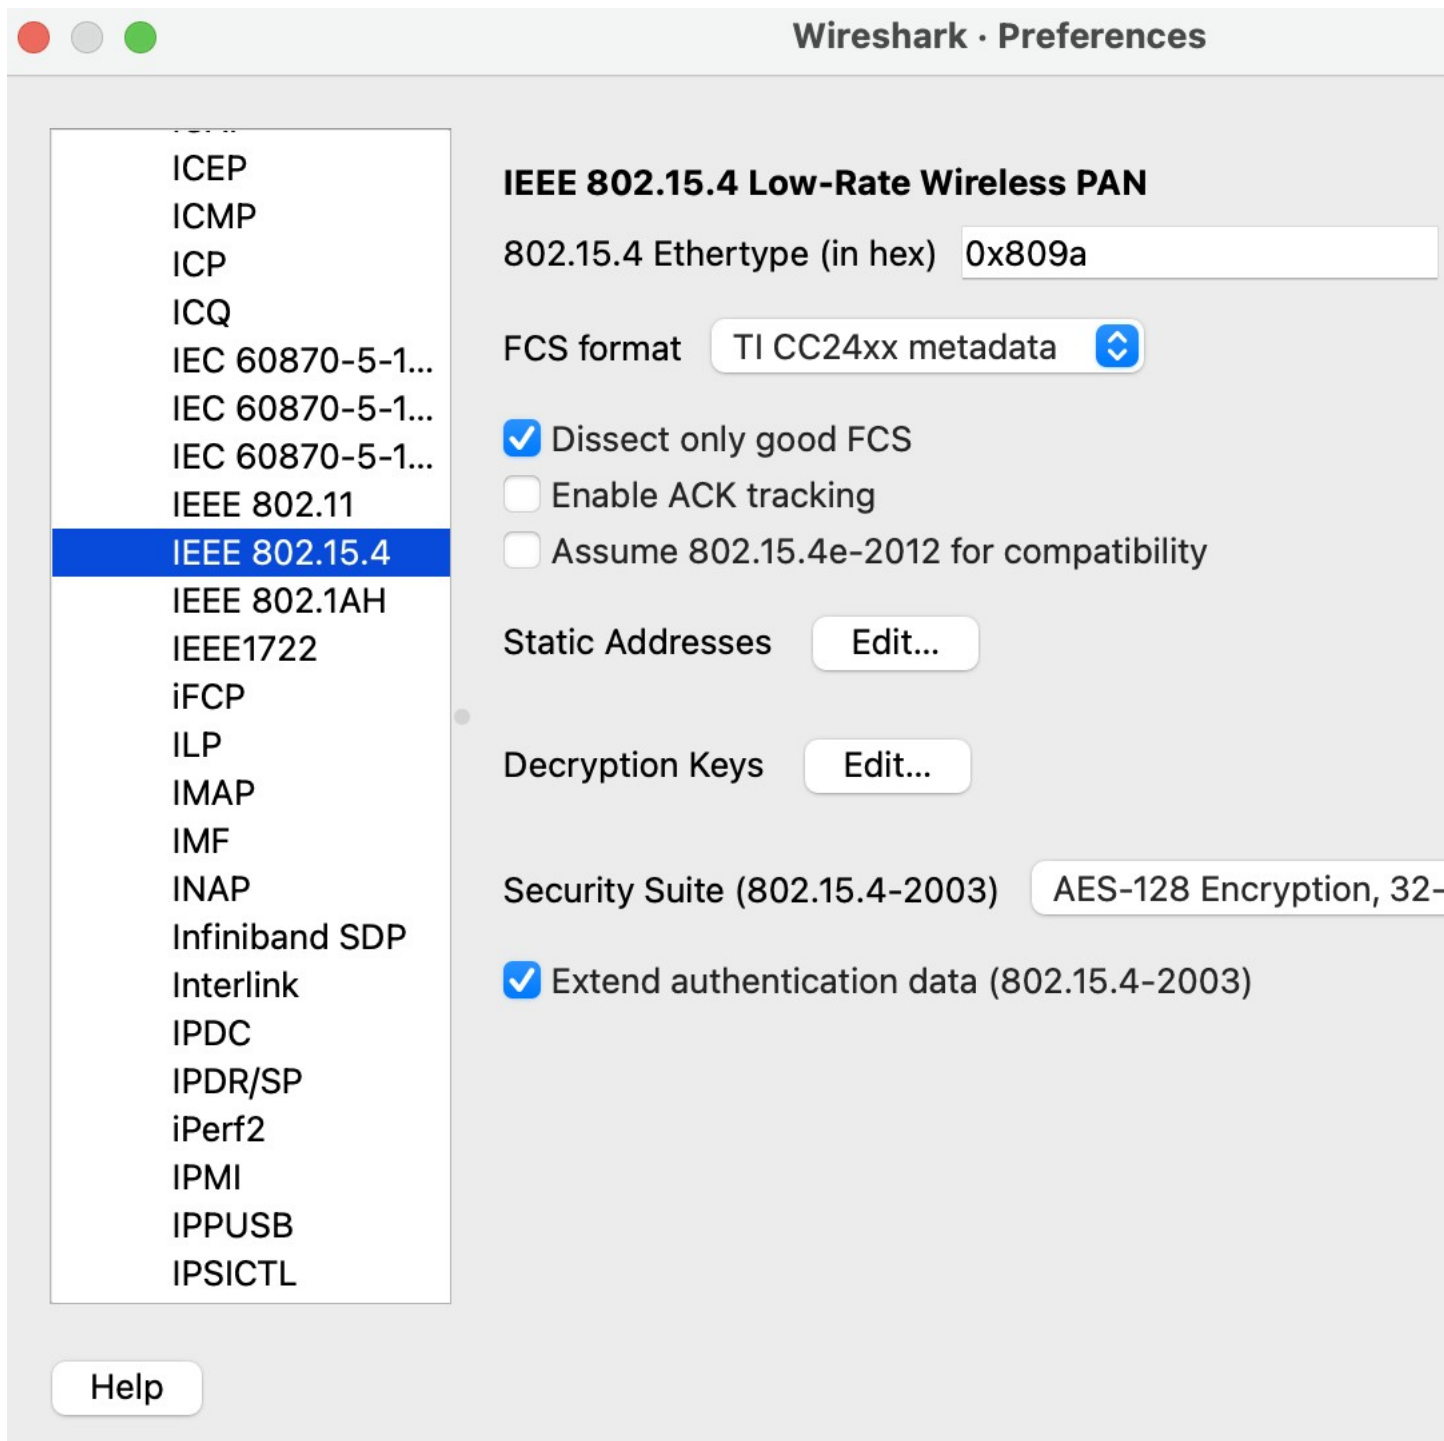 Wireshark · Preferences
ICEP
ICMP
ICP
ICQ
IEC 60870-5-1...
IEC 60870-5-1...
IEC 60870-5-1...
IEEE 802.11
IEEE 802.15.4
IEEE 802.1AH
IEEE1722
iFCP
ILP
IMAP
IMF
INAP
Infiniband SDP
Interlink
IPDC
IPDR/SP
iPerf2
IPMI
IPPUSB
IPSICTL
IEEE 802.15.4 Low-Rate Wireless PAN
802.15.4 Ethertype (in hex) 0x809a
FCS format TI CC24xx metadata
Dissect only good FCS
Enable ACK tracking
Assume 802.15.4e-2012 for compatibility
Static Addresses Edit...
Decryption Keys Edit...
Security Suite (802.15.4-2003) AES-128 Encryption, 32-
Extend authentication data (802.15.4-2003)
Help